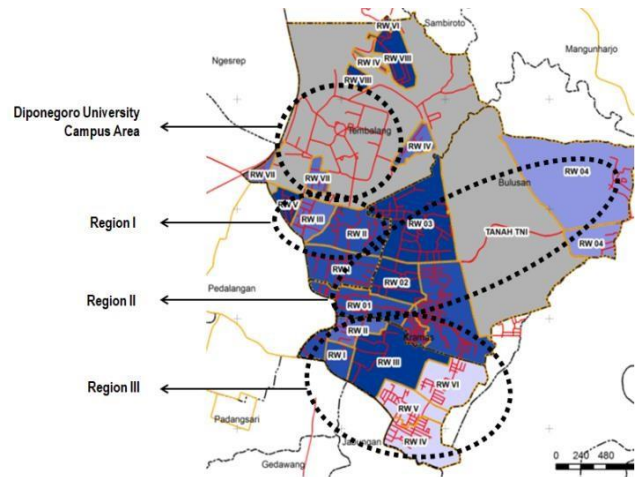 Sambiroto
RW VI
Mangunharjo
Ngesrep
RW IV
RW VIII
RW VIII
Diponegoro University
Campus Area
Tembalang
RW IV
RW VII
RW VII
Bulusan
RW 04
RW V
Region I
RW III
RW 03
RW II
TANAH TNI
RW 04
RW I
Pedalangan
RW 02
Region II
RW 01
RW II
Kramas
RW I
RW III
Region III
RW VI
RW V
Padangsari
RW IV
Jabungan
Gedawang
0 240 480